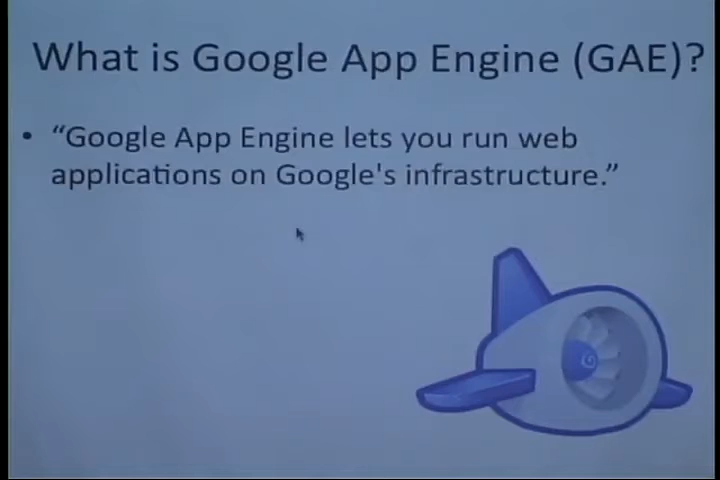 What is Google App Engine (GAE)?
• “Google App Engine lets you run web
applications on Google's infrastructure.”